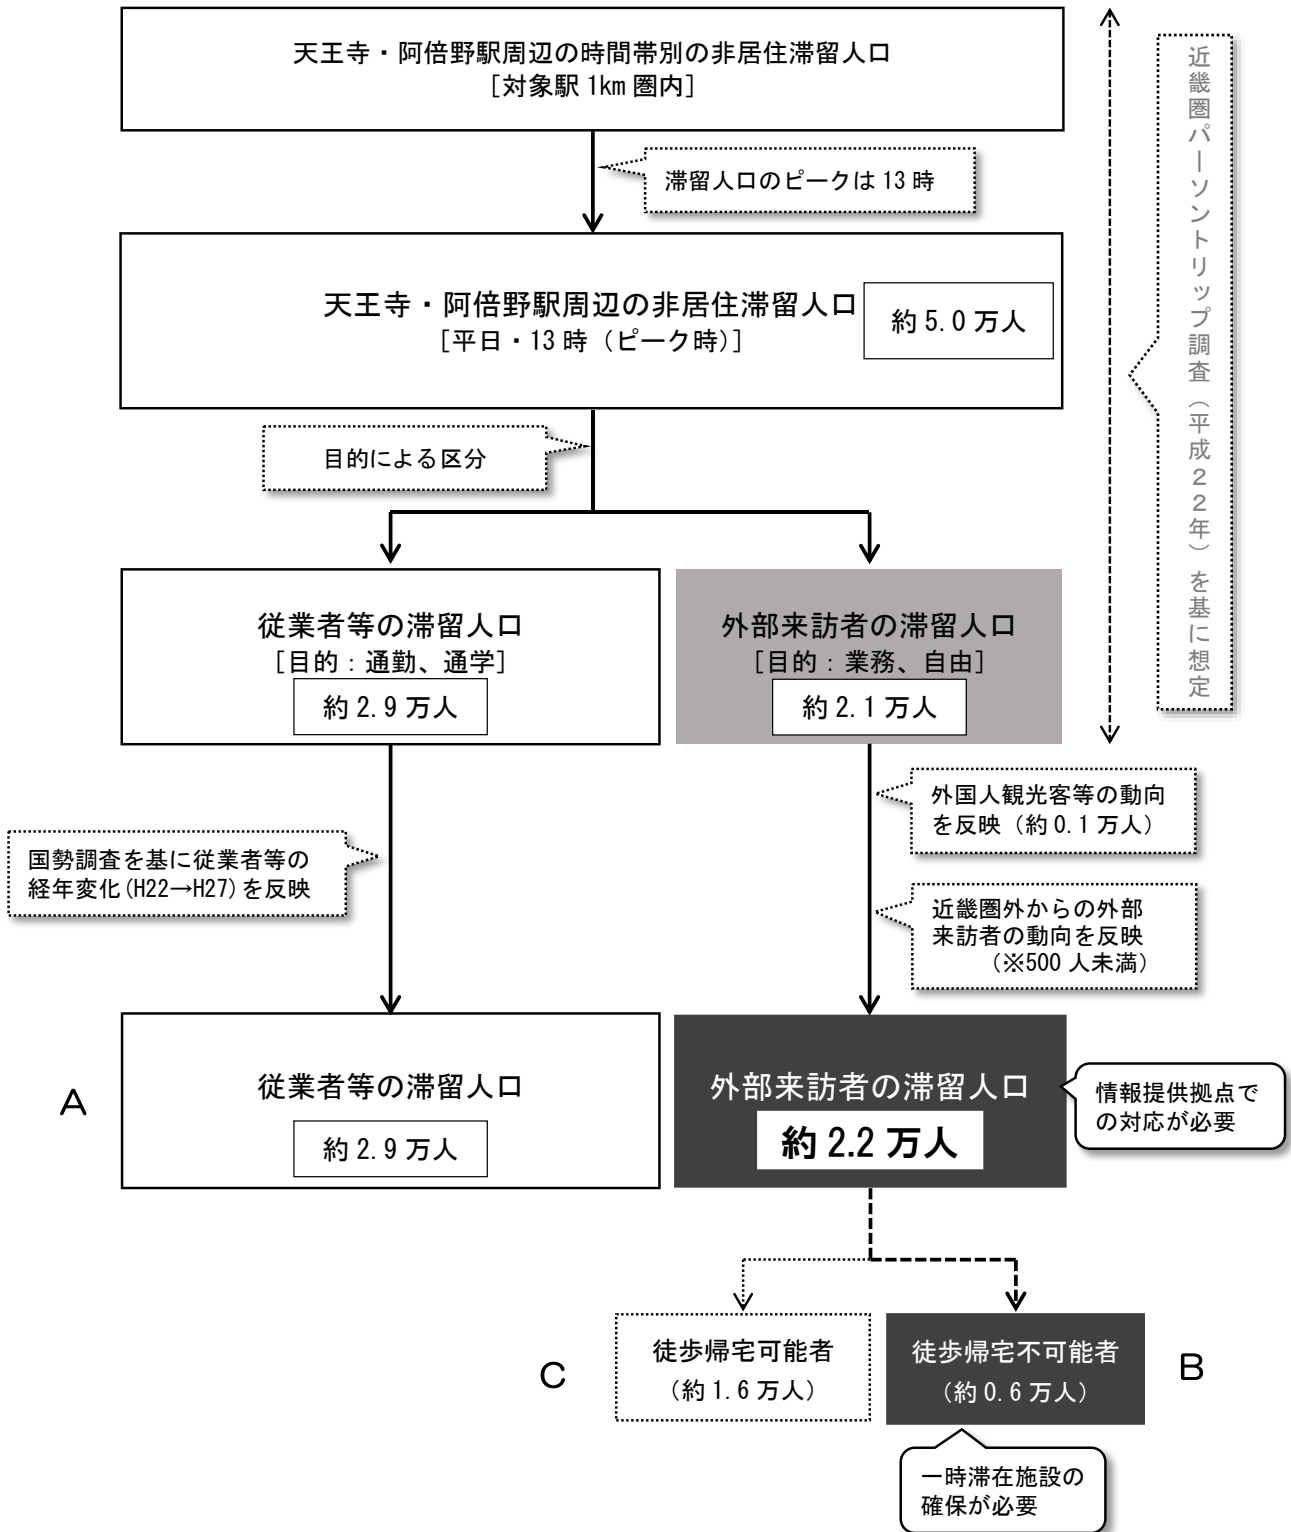 天王寺・阿倍野駅周辺の時間帯別の非居住滞留人口
[対象駅 1km 圏内]
滞留人口のピークは 13 時
天王寺・阿倍野駅周辺の非居住滞留人口
[平日・13 時（ピーク時）]
約 5.0 万人
目的による区分
近畿圏パーソントリップ調査（平成２２年）を基に想定
従業者等の滞留人口
[目的：通勤、通学]
約 2.9 万人
外部来訪者の滞留人口
[目的：業務、自由]
約 2.1 万人
外国人観光客等の動向
を反映（約 0.1 万人）
国勢調査を基に従業者等の
経年変化(H22→H27)を反映
近畿圏外からの外部
来訪者の動向を反映
（※500 人未満）
A
従業者等の滞留人口
約 2.9 万人
外部来訪者の滞留人口
約 2.2 万人
情報提供拠点で
の対応が必要
C
徒歩帰宅可能者
（約 1.6 万人）
徒歩帰宅不可能者
（約 0.6 万人）
B
一時滞在施設の
確保が必要